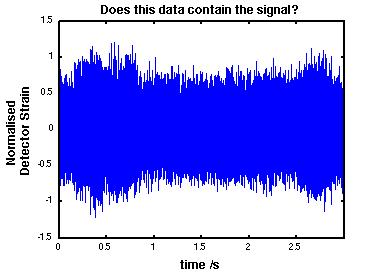 Does this data contain the signal?
1.5
1
0.5
0
-0.5
-1
-1.5
Normalised
Detector Strain
0 0.5 1 1.5 2 2.5
time /s